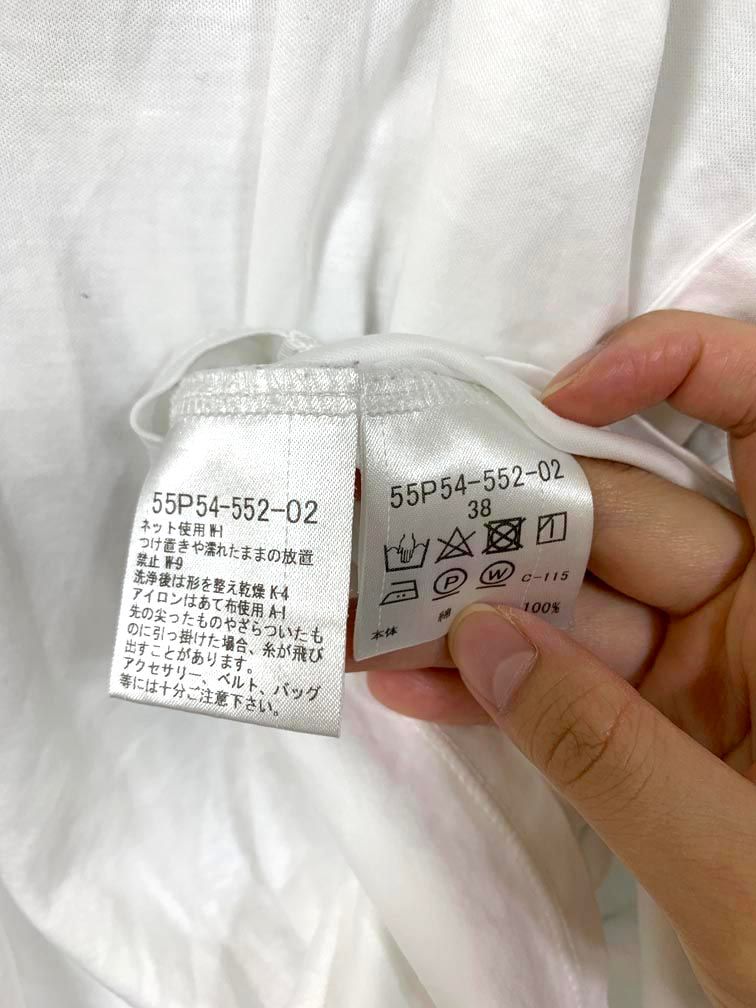 55P54-552-02
ネット使用 W-1
つけ置きや濡れたままの放置
禁止 W-9
洗浄後は形を整え乾燥 K-4
アイロンはあて布使用 A-1
先の尖ったものやざらついたも
のに引っ掛けた場合、糸が飛び
出すことがあります。
アクセサリー、ベルト、バッグ
等には十分ご注意下さい。
55P54-552-02
38
P W C-115
本体 綿 100%